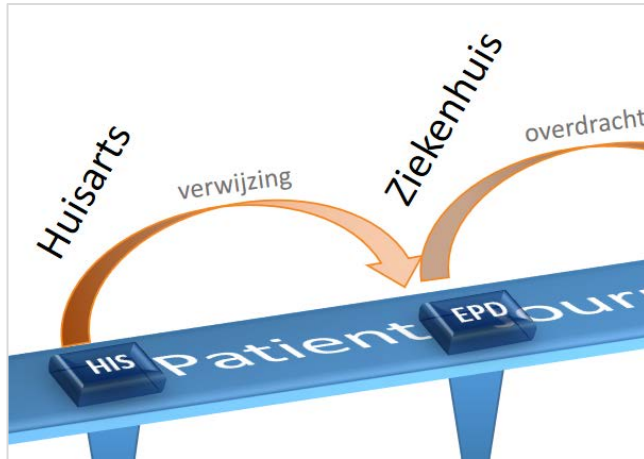 Huisarts
verwijzing
Ziekenhuis
overdracht
HIS
Patient
EPD